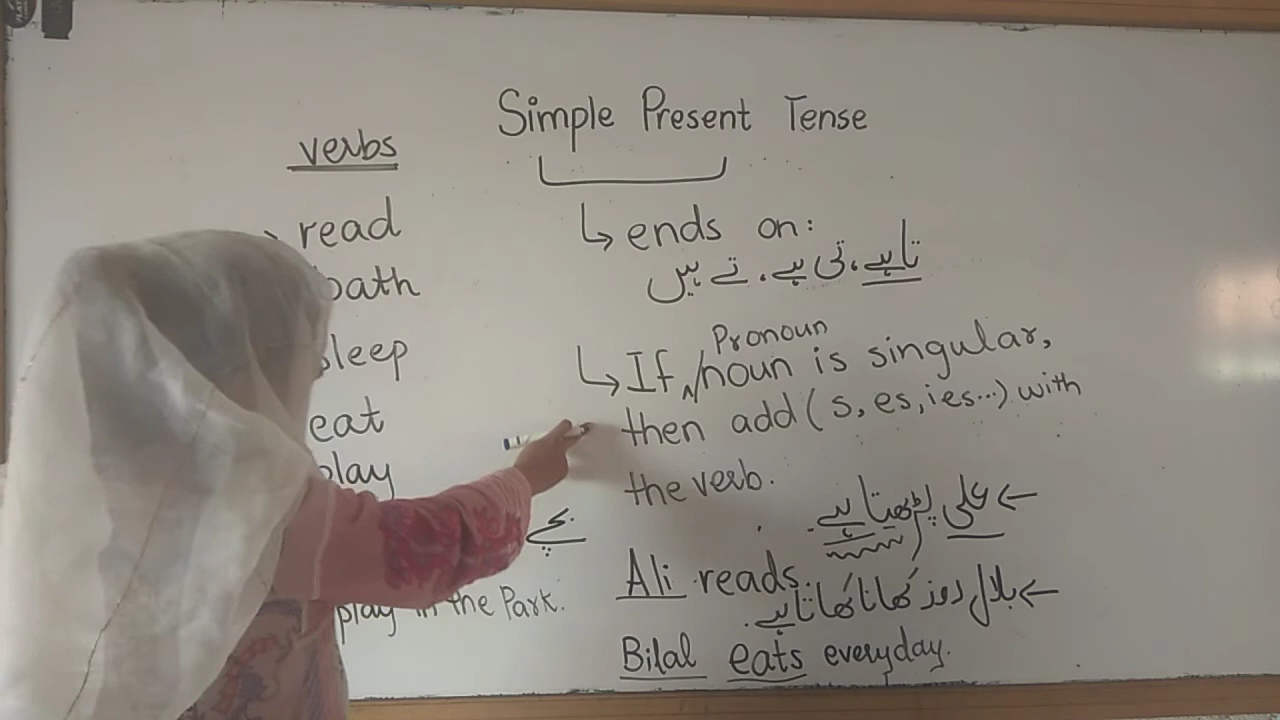 Simple Present Tense
verbs
read
bath
sleep
eat
play
بچے
play in the Park.
↳ ends on:
تا ہے، تی ہے، تے ہیں
Pronoun
↳ If /noun is singular,
then add (s, es, ies...) with
the verb.
← علی پڑھتا ہے۔
Ali reads.
← بلال روز کھانا کھاتا ہے۔
Bilal eats everyday.